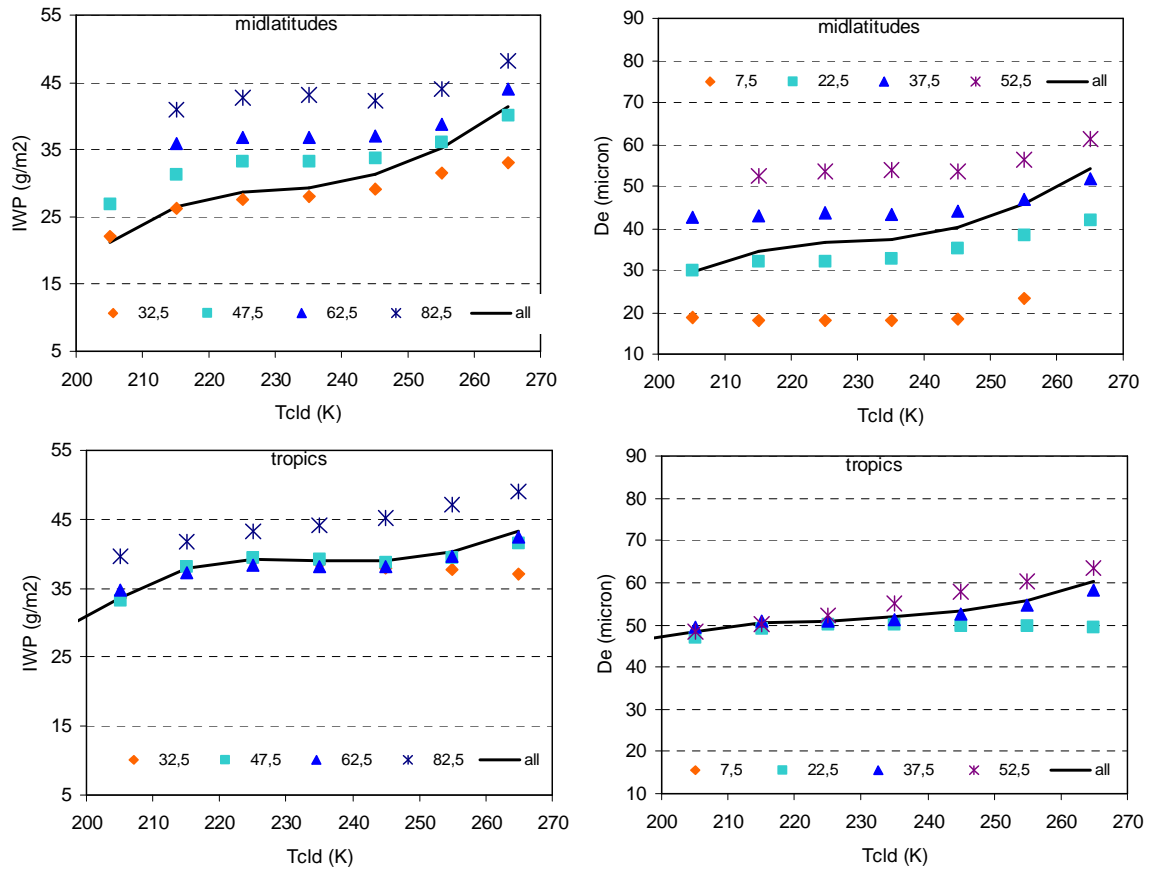 midlatitudes
55
45
35
25
15
5
IWP (g/m2)
32,5 47,5 62,5 82,5 all
200 210 220 230 240 250 260 270
Tcld (K)
midlatitudes
90
80
70
60
50
40
30
20
10
De (micron)
7,5 22,5 37,5 52,5 all
200 210 220 230 240 250 260 270
Tcld (K)
tropics
55
45
35
25
15
5
IWP (g/m2)
32,5 47,5 62,5 82,5 all
200 210 220 230 240 250 260 270
Tcld (K)
tropics
90
80
70
60
50
40
30
20
10
De (micron)
7,5 22,5 37,5 52,5 all
200 210 220 230 240 250 260 270
Tcld (K)